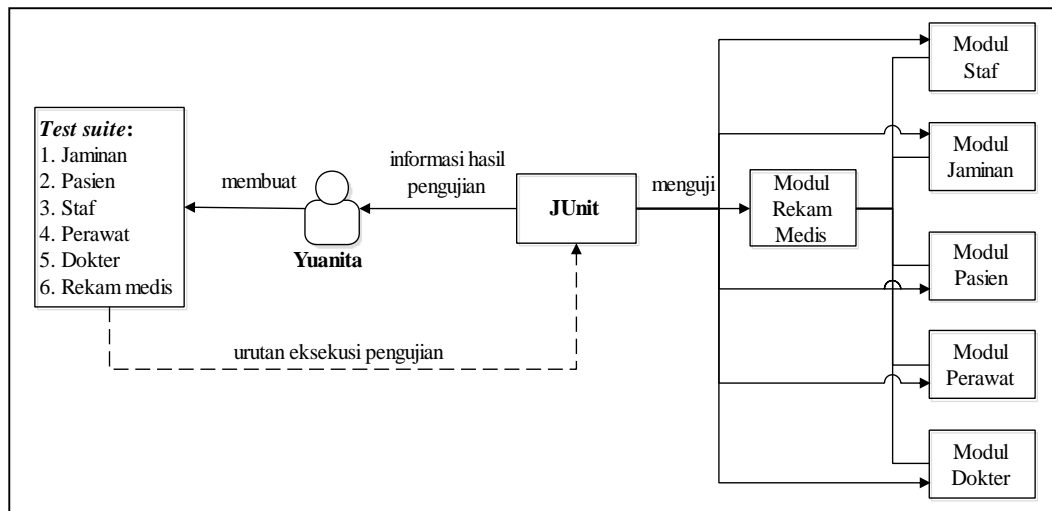 Test suite:
1. Jaminan
2. Pasien
3. Staf
4. Perawat
5. Dokter
6. Rekam medis
membuat
Yuanita
informasi hasil
pengujian
JUnit
urutan eksekusi pengujian
menguji
Modul
Rekam
Medis
Modul
Staf
Modul
Jaminan
Modul
Pasien
Modul
Perawat
Modul
Dokter